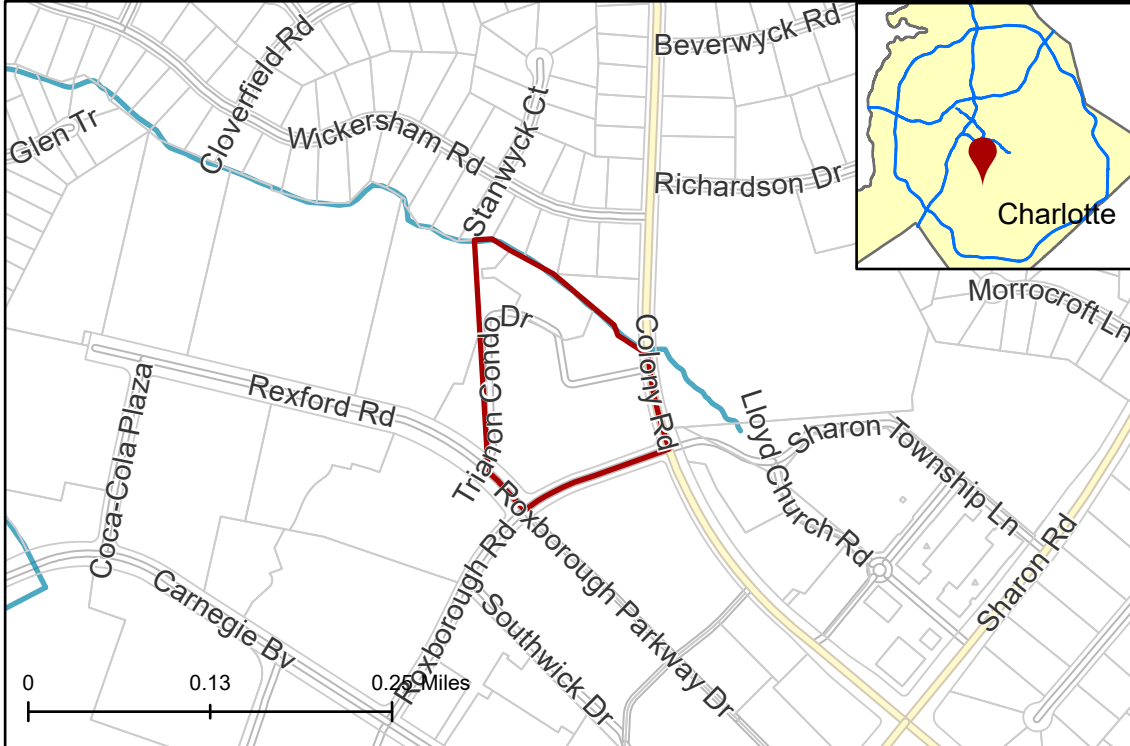 Beverwyck Rd
Cloverfield Rd
Glen Tr
Wickersham Rd
Stanwyck Ct
Richardson Dr
Charlotte
Morrocroft Ln
Dr
Trianon Condo
Colony Rd
Rexford Rd
Coca-Cola Plaza
Lloyd Church Rd
Sharon Township Ln
Roxborough Rd
Roxborough Parkway Dr
Sharon Rd
Carnegie Bv
Southwick Dr
0 0.13 0.25 Miles